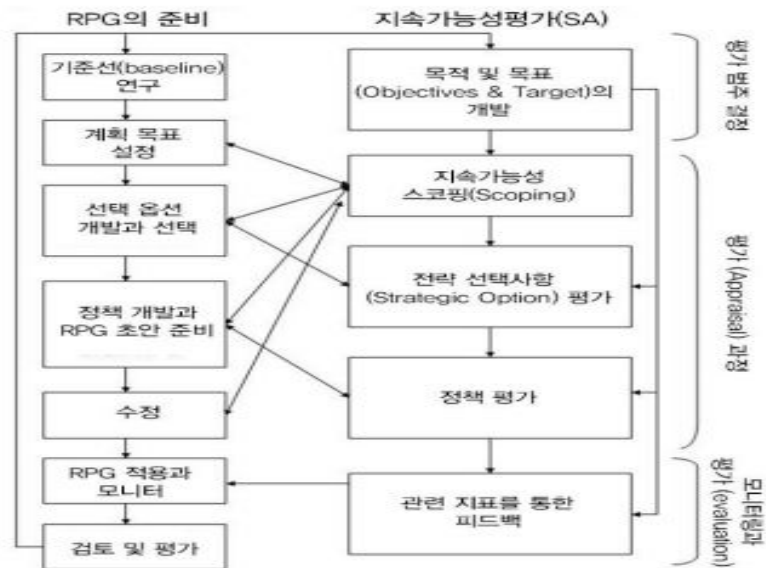 RPG의 준비
지속가능성평가(SA)
기준선(baseline)
연구
계획 목표
설정
선택 옵션
개발과 선택
정책 개발과
RPG 초안 준비
수정
RPG 적용과
모니터
검토 및 평가
목적 및 목표
(Objectives & Target)의
개발
지속가능성
스코핑(Scoping)
전략 선택사항
(Strategic Option) 평가
정책 평가
관련 지표를 통한
피드백
평가 범주 결정
평가 (Appraisal) 과정
모니터링과
평가 (evaluation)